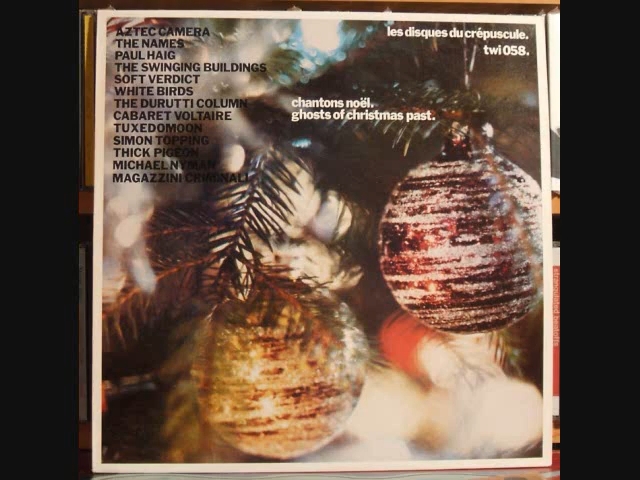 AZTEC CAMERA
THE NAMES
PAUL HAIG
THE SWINGING BUILDINGS
SOFT VERDICT
WHITE BIRDS
THE DURUTTI COLUMN
CABARET VOLTAIRE
TUXEDOMOON
SIMON TOPPING
THICK PIGEON
MICHAEL NYMAN
MAGAZZINI CRIMINALI
les disques du crépuscule.
twi 058.
chantons noël.
ghosts of christmas past.